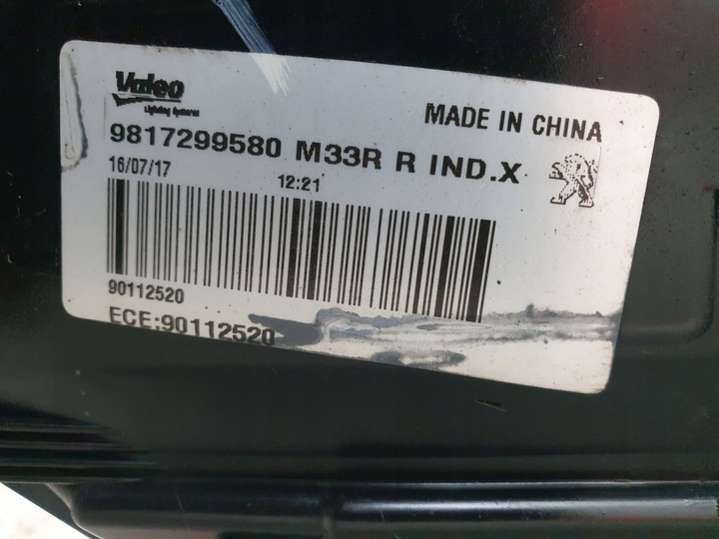 Valeo
Lighting Systems
MADE IN CHINA
9817299580 M33R R IND.X
16/07/17
12:21
90112520
ECE:90112520